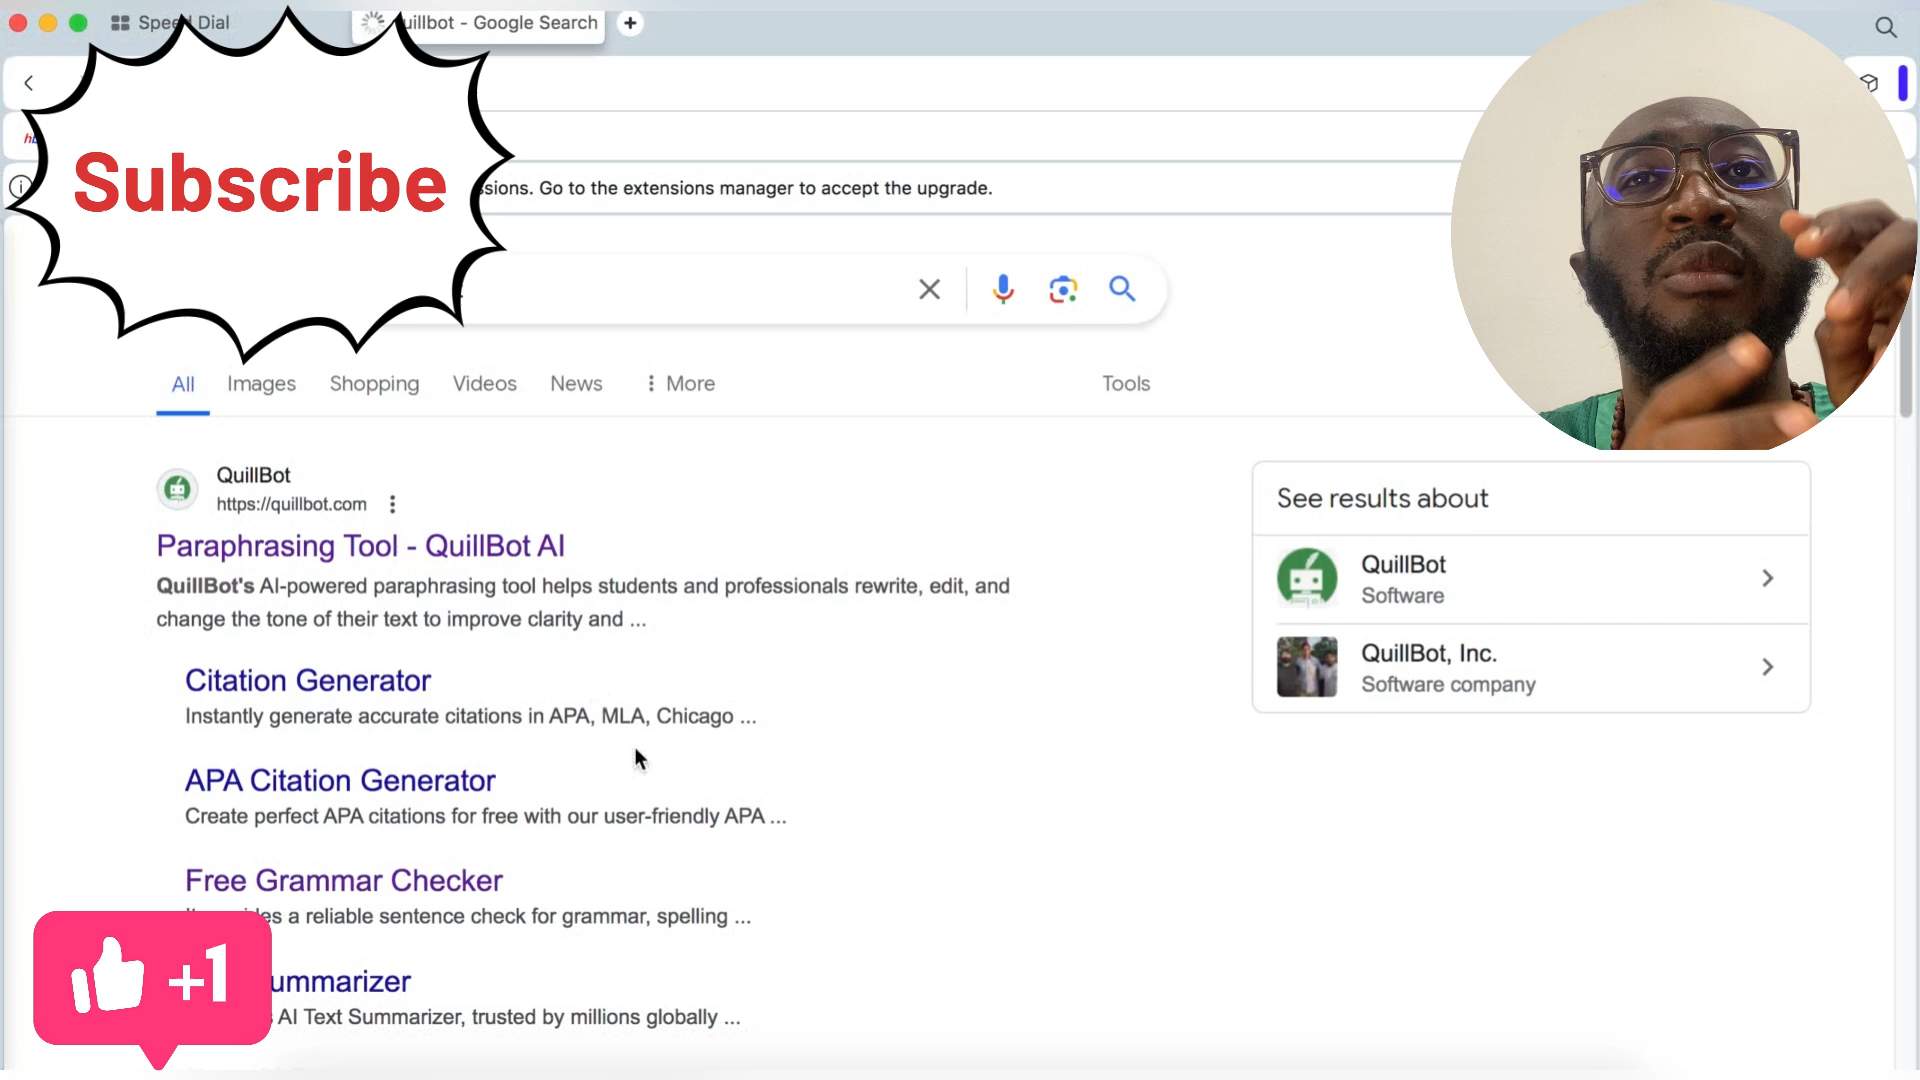 Speed Dial
uillbot - Google Search
Subscribe
ssions. Go to the extensions manager to accept the upgrade.
All
Images
Shopping
Videos
News
More
Tools
QuillBot
https://quillbot.com
Paraphrasing Tool - QuillBot AI
QuillBot's AI-powered paraphrasing tool helps students and professionals rewrite, edit, and
change the tone of their text to improve clarity and ...
Citation Generator
Instantly generate accurate citations in APA, MLA, Chicago ...
APA Citation Generator
Create perfect APA citations for free with our user-friendly APA ...
Free Grammar Checker
a reliable sentence check for grammar, spelling ...
ummarizer
AI Text Summarizer, trusted by millions globally ...
+1
See results about
QuillBot
Software
QuillBot, Inc.
Software company